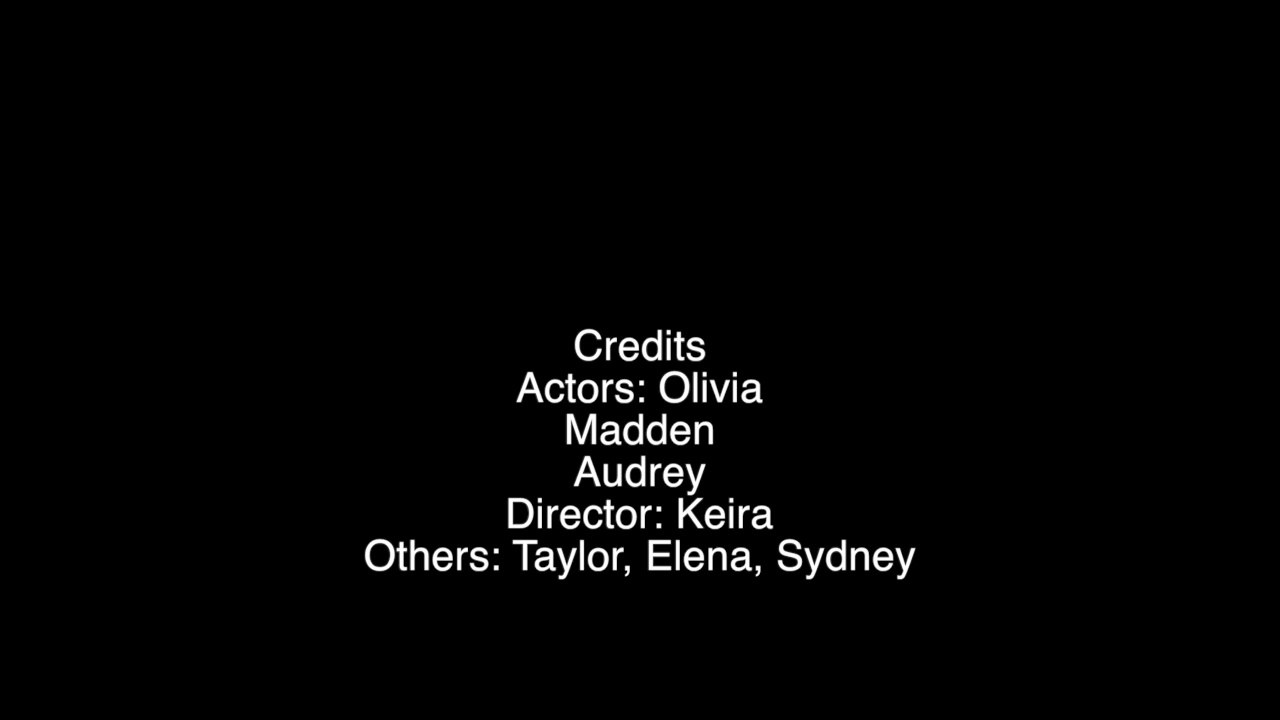 Credits
Actors: Olivia
Madden
Audrey
Director: Keira
Others: Taylor, Elena, Sydney